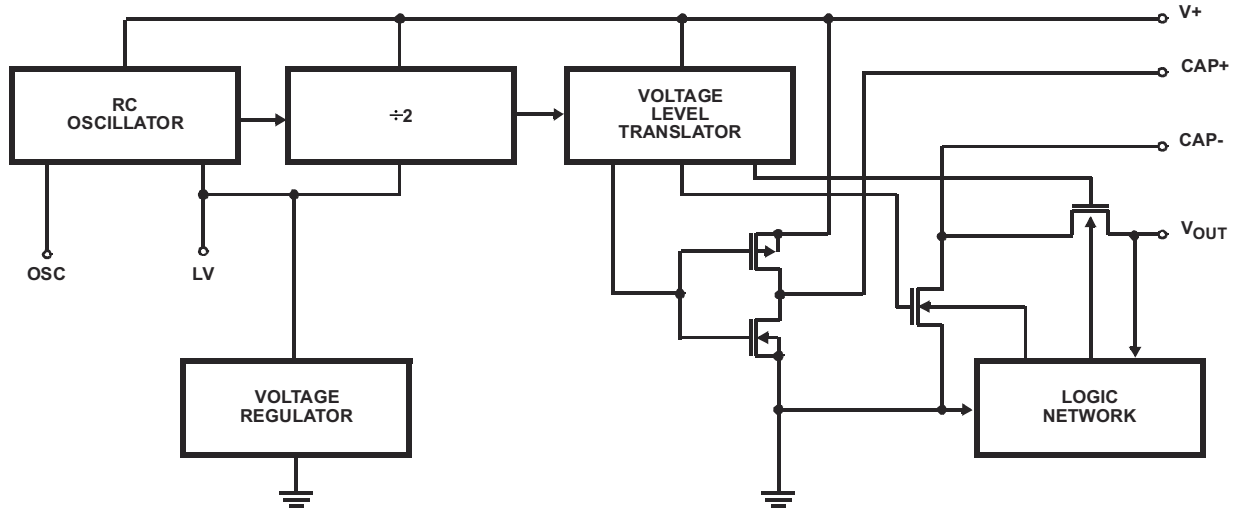 V+
CAP+
RC
OSCILLATOR
÷2
VOLTAGE
LEVEL
TRANSLATOR
CAP-
VOUT
OSC
LV
VOLTAGE
REGULATOR
LOGIC
NETWORK